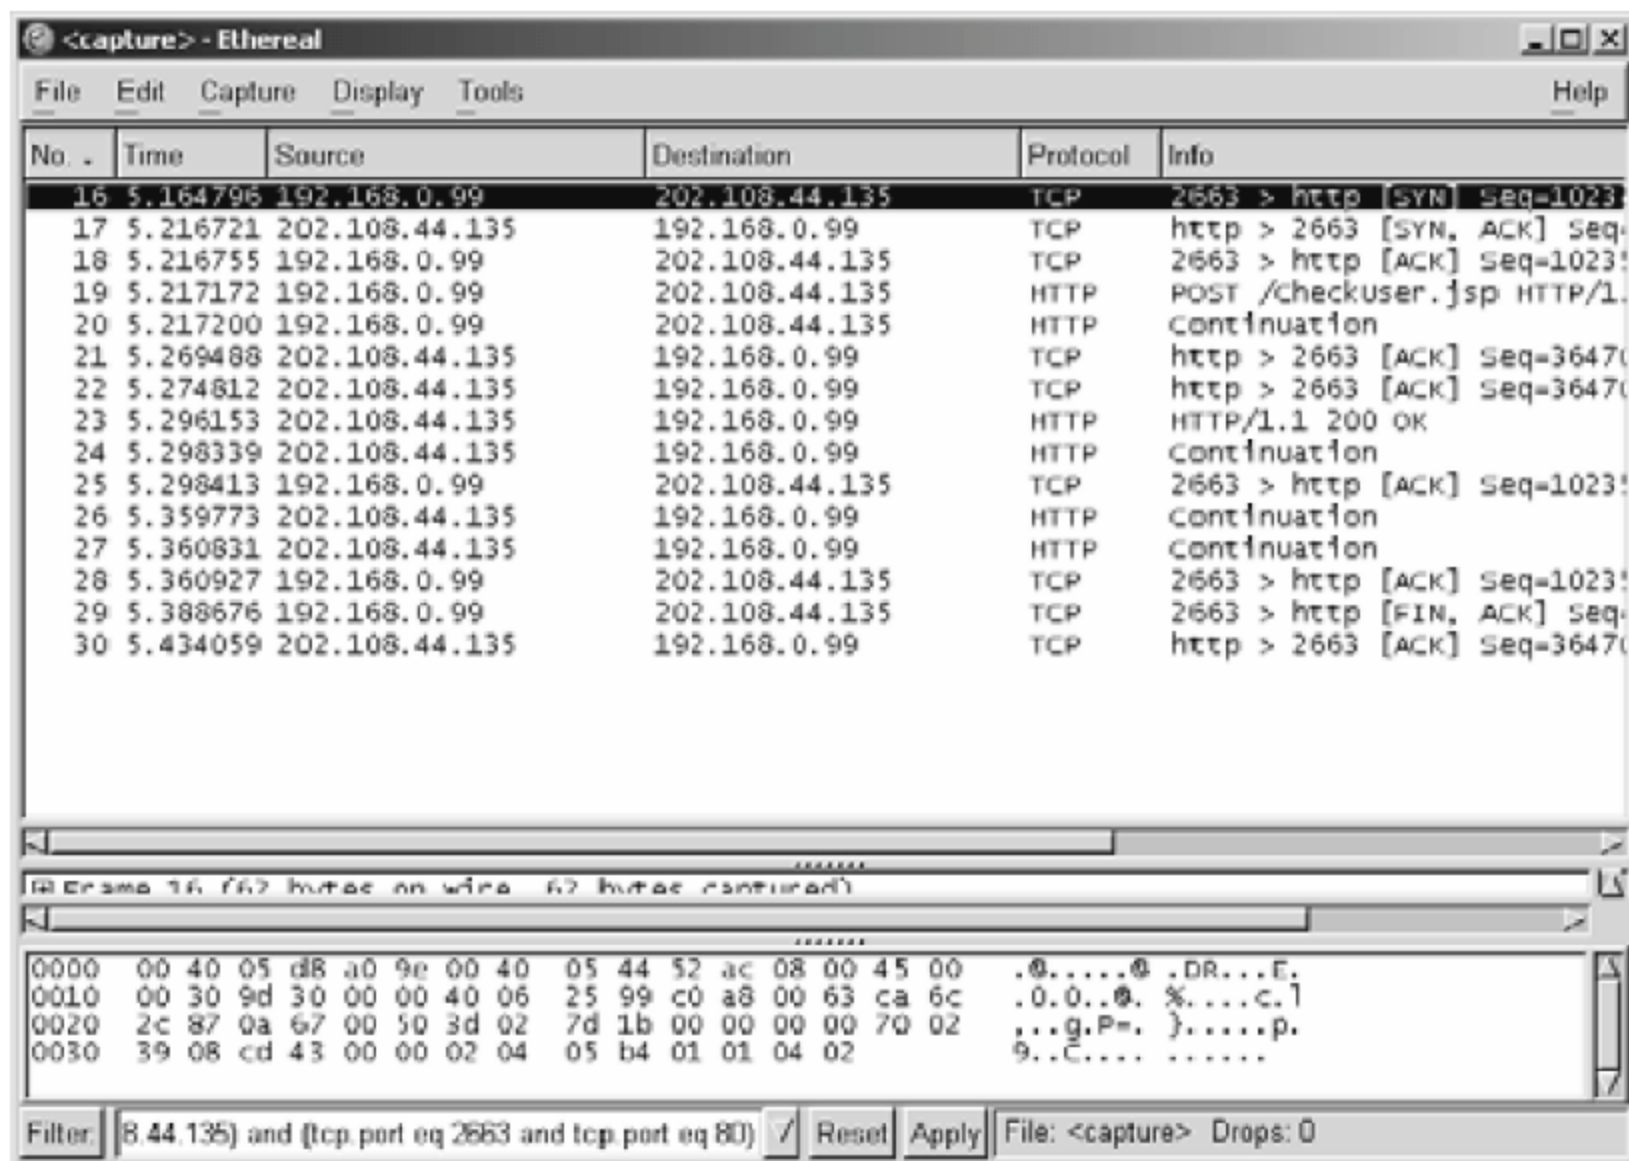 <capture> - Ethereal
File Edit Capture Display Tools Help
No. . Time Source Destination Protocol Info
16 5.164796 192.168.0.99 202.108.44.135 TCP 2663 > http [SYN] Seq=1023
17 5.216721 202.108.44.135 192.168.0.99 TCP http > 2663 [SYN, ACK] Seq
18 5.216755 192.168.0.99 202.108.44.135 TCP 2663 > http [ACK] Seq=1023
19 5.217172 192.168.0.99 202.108.44.135 HTTP POST /checkuser.jsp HTTP/1.
20 5.217200 192.168.0.99 202.108.44.135 HTTP Continuation
21 5.269488 202.108.44.135 192.168.0.99 TCP http > 2663 [ACK] Seq=3647
22 5.274812 202.108.44.135 192.168.0.99 TCP http > 2663 [ACK] Seq=3647
23 5.296153 202.108.44.135 192.168.0.99 HTTP HTTP/1.1 200 OK
24 5.298339 202.108.44.135 192.168.0.99 HTTP Continuation
25 5.298413 192.168.0.99 202.108.44.135 TCP 2663 > http [ACK] Seq=1023
26 5.359773 202.108.44.135 192.168.0.99 HTTP Continuation
27 5.360831 202.108.44.135 192.168.0.99 HTTP Continuation
28 5.360927 192.168.0.99 202.108.44.135 TCP 2663 > http [ACK] Seq=1023
29 5.388676 192.168.0.99 202.108.44.135 TCP 2663 > http [FIN, ACK] Seq
30 5.434059 202.108.44.135 192.168.0.99 TCP http > 2663 [ACK] Seq=3647
Frame 16 (62 bytes on wire, 62 bytes captured)
0000 00 40 05 d8 a0 9e 00 40 05 44 52 ac 08 00 45 00 .@.....@ .DR...E.
0010 00 30 9d 30 00 00 40 06 25 99 c0 a8 00 63 ca 6c .0.0..@. %....c.l
0020 2c 87 0a 67 00 50 3d 02 7d 1b 00 00 00 00 70 02 ,..g.P=. }.....p.
0030 39 08 cd 43 00 00 02 04 05 b4 01 01 04 02 9..C.... ......
Filter: 8.44.135) and (tcp.port eq 2663 and tcp.port eq 80) Reset Apply File: <capture> Drops: 0